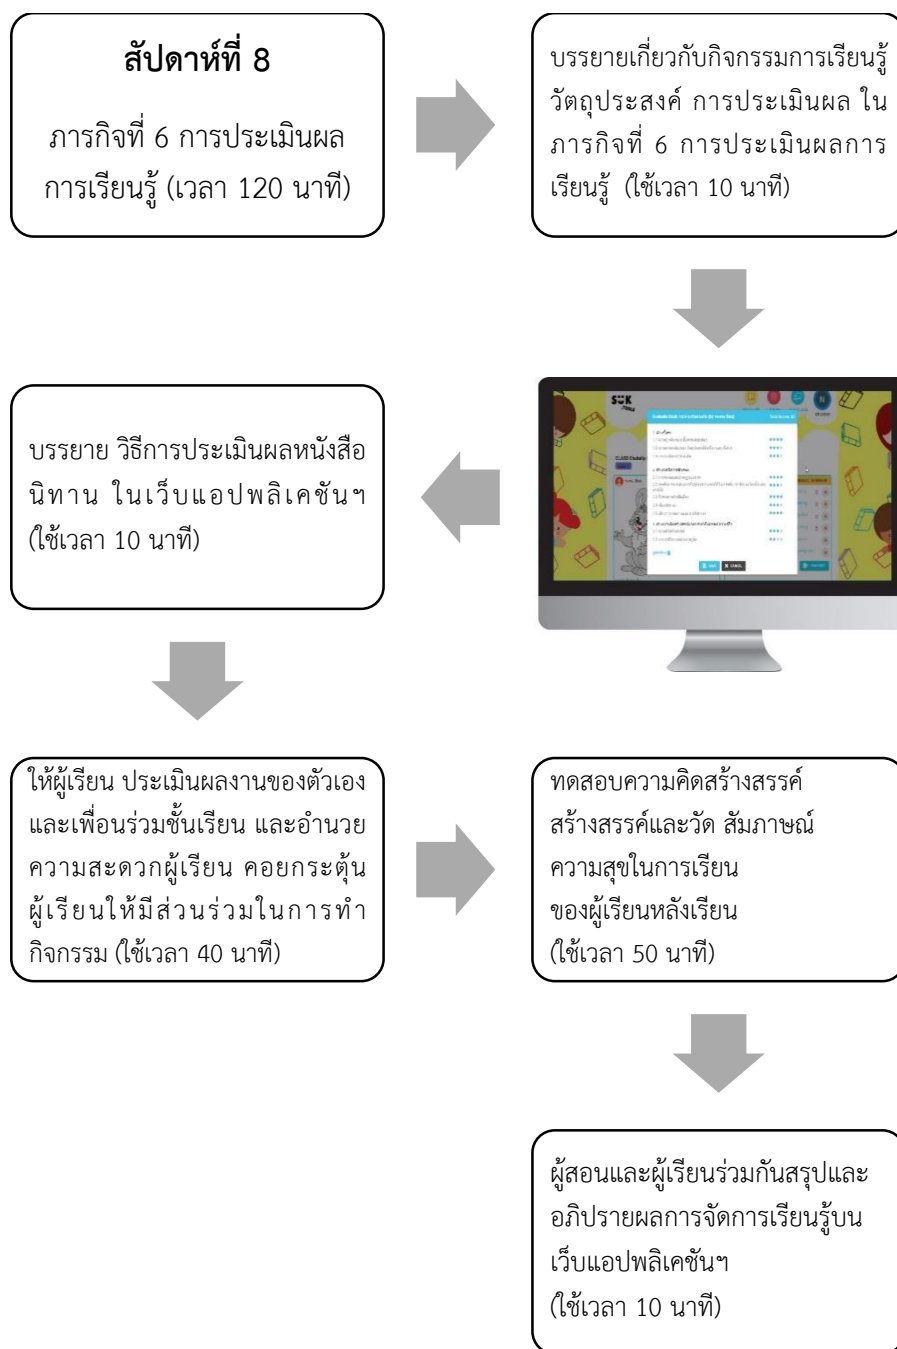 สัปดาห์ที่ 8
ภารกิจที่ 6 การประเมินผล
การเรียนรู้ (เวลา 120 นาที)
บรรยายเกี่ยวกับกิจกรรมการเรียนรู้
วัตถุประสงค์ การประเมินผล ใน
ภารกิจที่ 6 การประเมินผลการ
เรียนรู้ (ใช้เวลา 10 นาที)
SUK
บรรยาย วิธีการประเมินผลหนังสือ
นิทาน ในเว็บแอปพลิเคชันฯ
(ใช้เวลา 10 นาที)
ให้ผู้เรียน ประเมินผลงานของตัวเอง
และเพื่อนร่วมชั้นเรียน และอำนวย
ความสะดวกผู้เรียน คอยกระตุ้น
ผู้เรียนให้มีส่วนร่วมในการทำ
กิจกรรม (ใช้เวลา 40 นาที)
ทดสอบความคิดสร้างสรรค์
สร้างสรรค์และวัด สัมภาษณ์
ความสุขในการเรียน
ของผู้เรียนหลังเรียน
(ใช้เวลา 50 นาที)
ผู้สอนและผู้เรียนร่วมกันสรุปและ
อภิปรายผลการจัดการเรียนรู้บน
เว็บแอปพลิเคชันฯ
(ใช้เวลา 10 นาที)